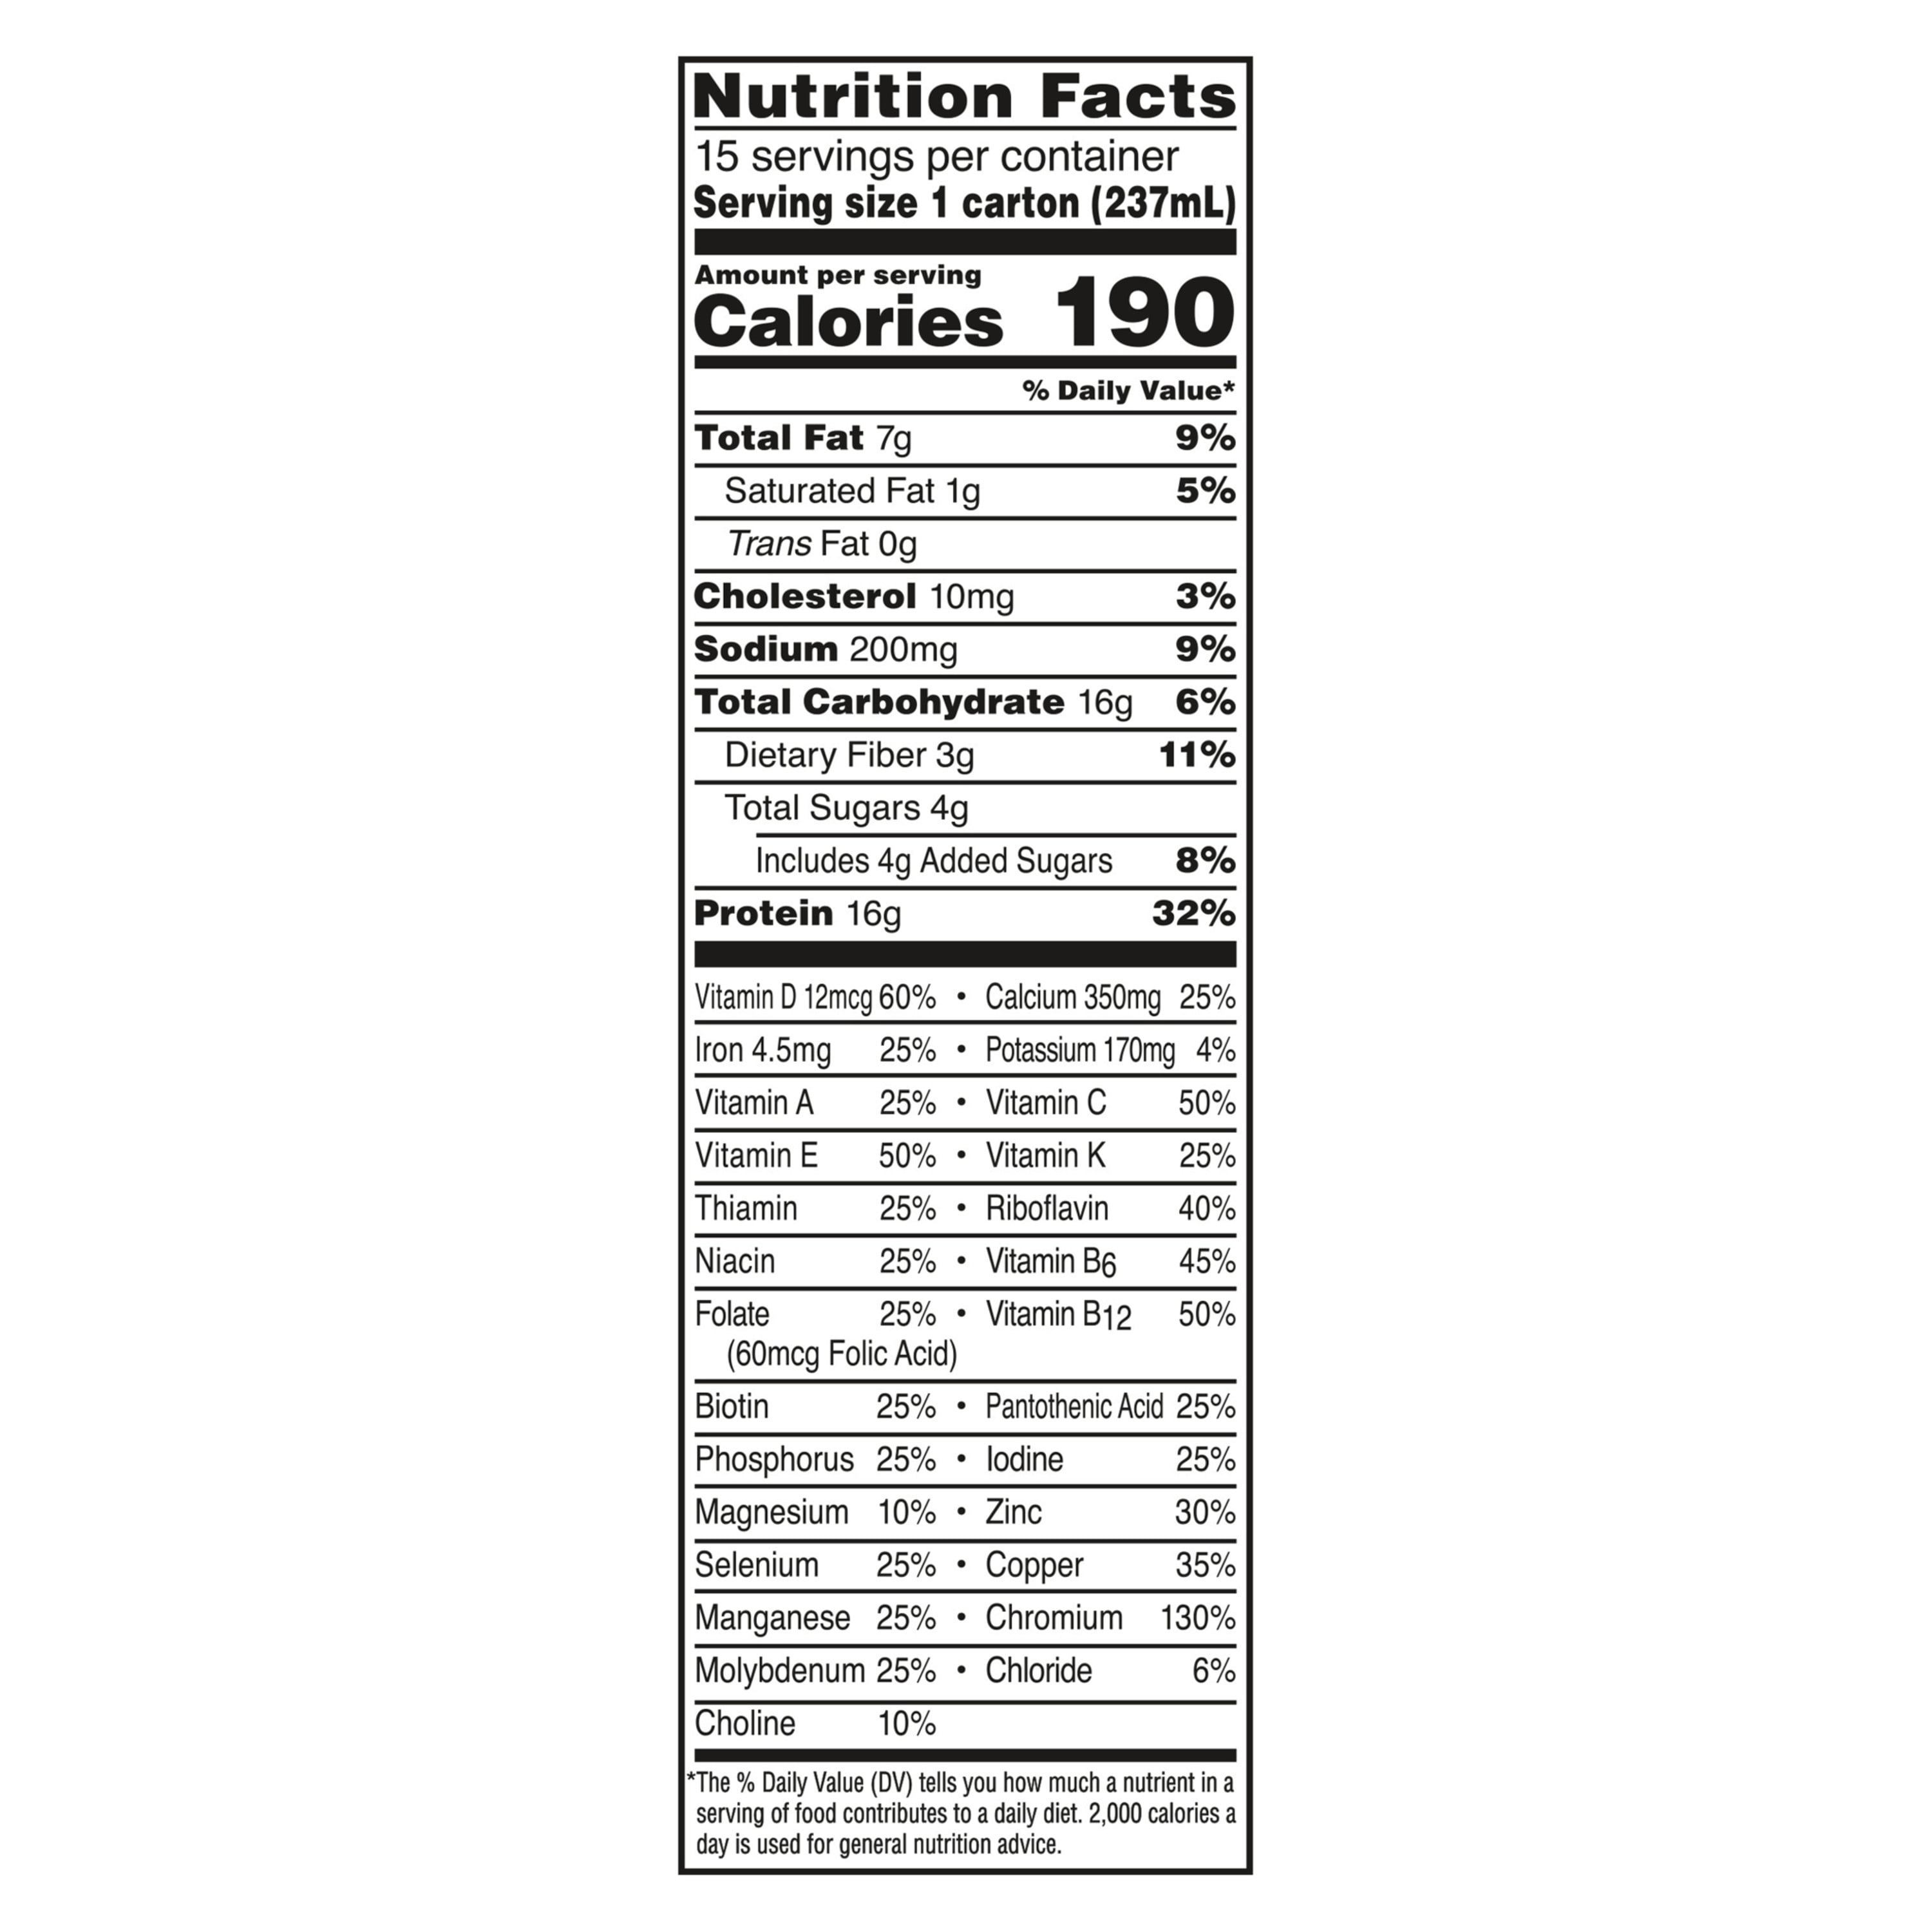 Nutrition Facts
15 servings per container
Serving size 1 carton (237mL)
Amount per serving
Calories 190
% Daily Value*
Total Fat 7g 9%
Saturated Fat 1g 5%
Trans Fat 0g
Cholesterol 10mg 3%
Sodium 200mg 9%
Total Carbohydrate 16g 6%
Dietary Fiber 3g 11%
Total Sugars 4g
Includes 4g Added Sugars 8%
Protein 16g 32%
Vitamin D 12mcg 60% • Calcium 350mg 25%
Iron 4.5mg 25% • Potassium 170mg 4%
Vitamin A 25% • Vitamin C 50%
Vitamin E 50% • Vitamin K 25%
Thiamin 25% • Riboflavin 40%
Niacin 25% • Vitamin B6 45%
Folate 25% • Vitamin B12 50%
(60mcg Folic Acid)
Biotin 25% • Pantothenic Acid 25%
Phosphorus 25% • Iodine 25%
Magnesium 10% • Zinc 30%
Selenium 25% • Copper 35%
Manganese 25% • Chromium 130%
Molybdenum 25% • Chloride 6%
Choline 10%
*The % Daily Value (DV) tells you how much a nutrient in a
serving of food contributes to a daily diet. 2,000 calories a
day is used for general nutrition advice.